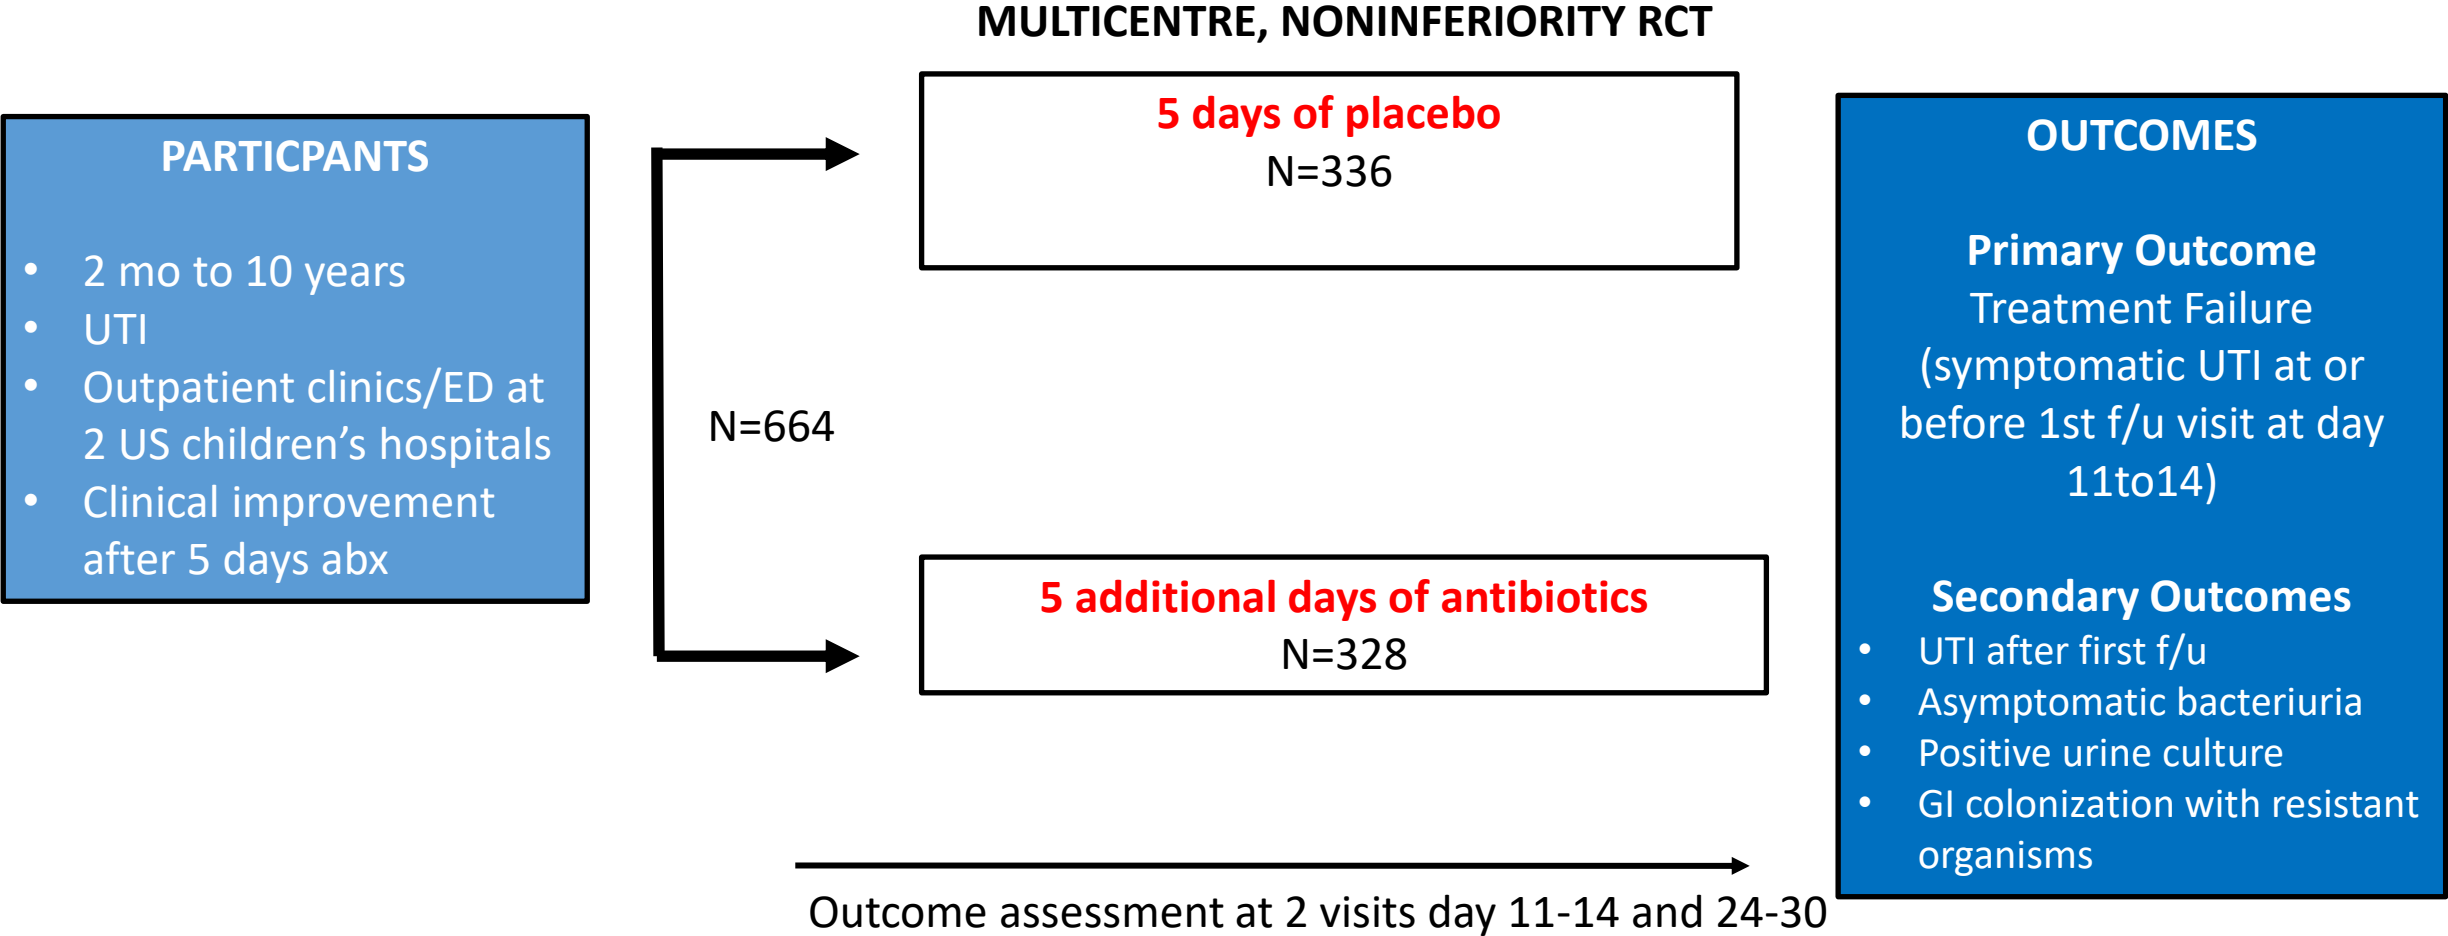 MULTICENTRE, NONINFERIORITY RCT
PARTICPANTS
• 2 mo to 10 years
• UTI
• Outpatient clinics/ED at
2 US children’s hospitals
• Clinical improvement
after 5 days abx
N=664
5 days of placebo
N=336
5 additional days of antibiotics
N=328
Outcome assessment at 2 visits day 11-14 and 24-30
OUTCOMES
Primary Outcome
Treatment Failure
(symptomatic UTI at or
before 1st f/u visit at day
11to14)
Secondary Outcomes
• UTI after first f/u
• Asymptomatic bacteriuria
• Positive urine culture
• GI colonization with resistant
organisms